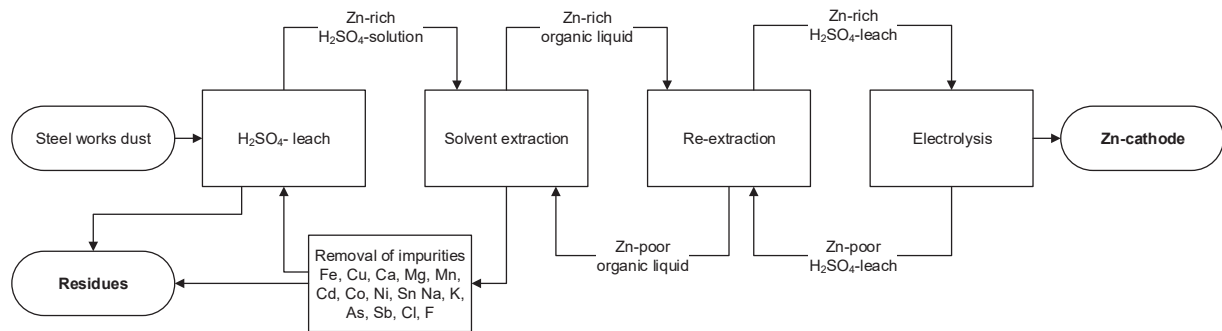 Zn-rich
H₂SO₄-solution
Zn-rich
organic liquid
Zn-rich
H₂SO₄-leach
Steel works dust
H₂SO₄- leach
Solvent extraction
Re-extraction
Electrolysis
Zn-cathode
Residues
Removal of impurities
Fe, Cu, Ca, Mg, Mn,
Cd, Co, Ni, Sn Na, K,
As, Sb, Cl, F
Zn-poor
organic liquid
Zn-poor
H₂SO₄-leach